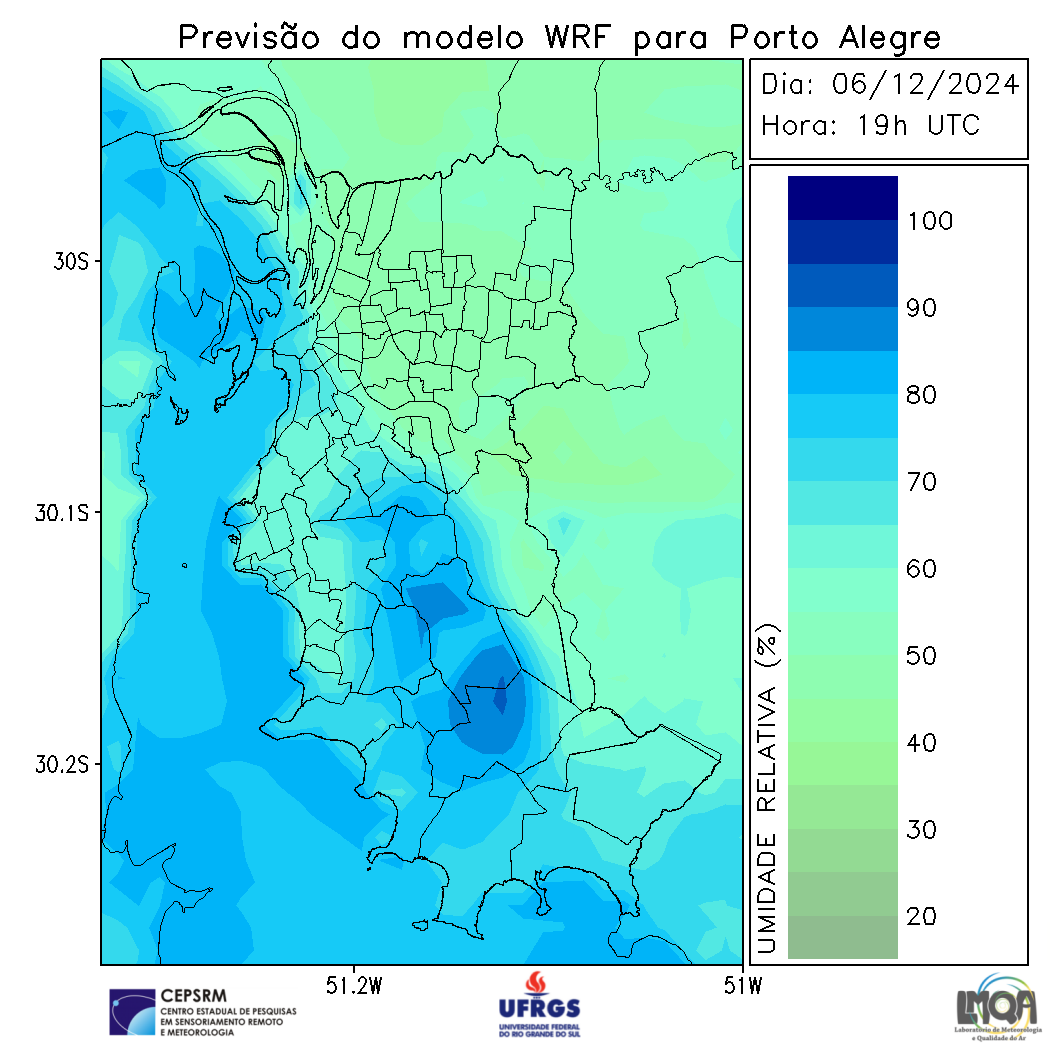 Previsão do modelo WRF para Porto Alegre
Dia: 06/12/2024
Hora: 19h UTC
100
90
80
70
60
50
40
30
20
UMIDADE RELATIVA (%)
30S
30.1S
30.2S
51.2W
51W
CEPSRM
CENTRO ESTADUAL DE PESQUISAS
EM SENSORIAMENTO REMOTO
E METEOROLOGIA
UFRGS
UNIVERSIDADE FEDERAL
DO RIO GRANDE DO SUL
LMQA
Laboratório de Meteorologia
e Qualidade do Ar